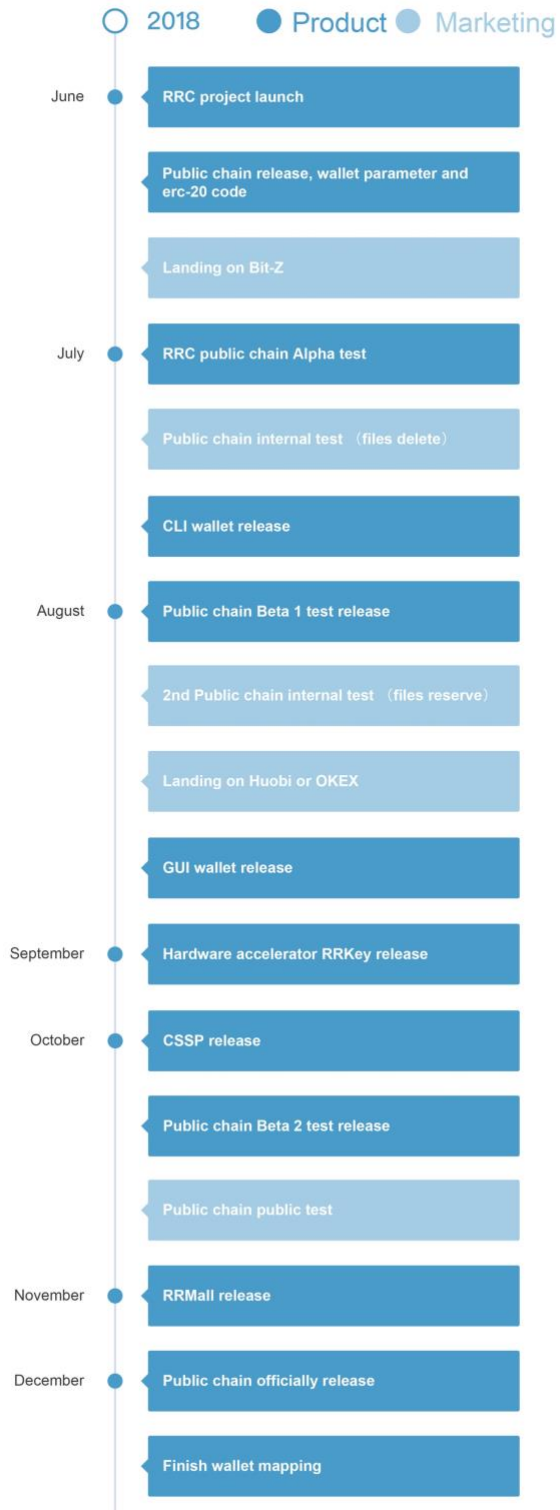 2018 Product Marketing
June
RRC project launch
Public chain release, wallet parameter and
erc-20 code
Landing on Bit-Z
July
RRC public chain Alpha test
Public chain internal test （files delete）
CLI wallet release
August
Public chain Beta 1 test release
2nd Public chain internal test （files reserve）
Landing on Huobi or OKEX
GUI wallet release
September
Hardware accelerator RRKey release
October
CSSP release
Public chain Beta 2 test release
Public chain public test
November
RRMall release
December
Public chain officially release
Finish wallet mapping